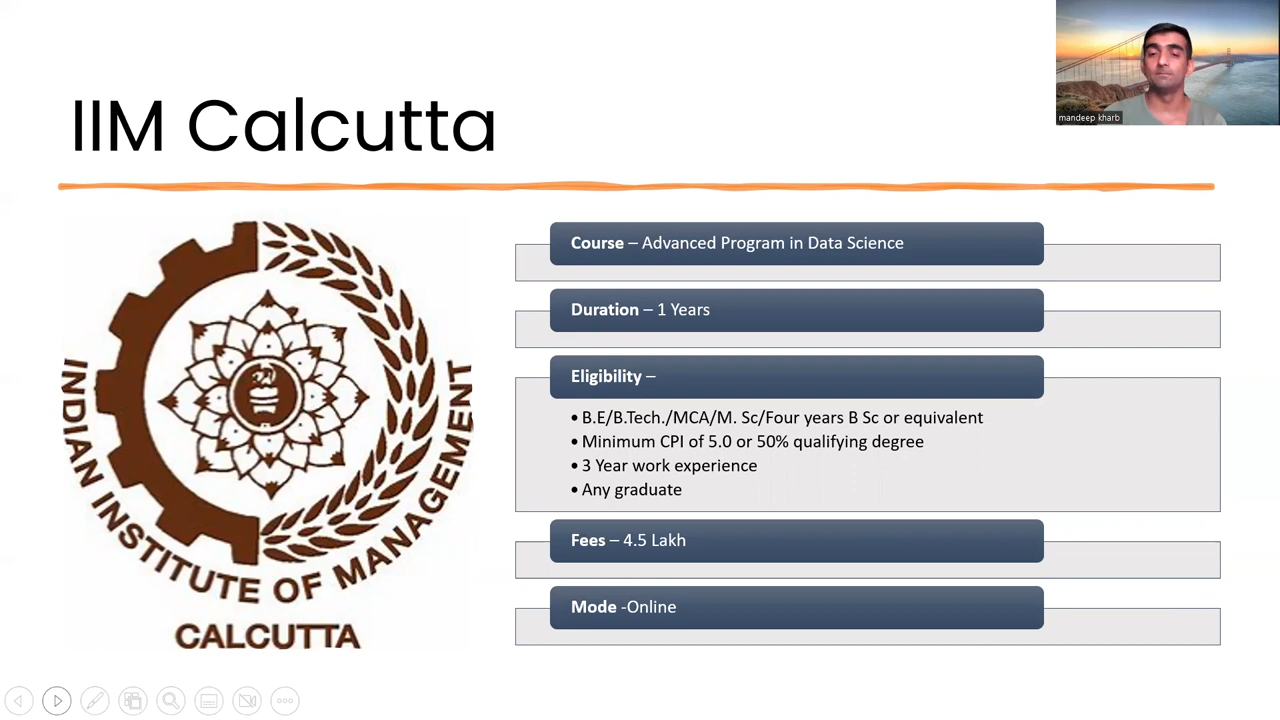 IIM Calcutta
mandeep kharb
INDIAN INSTITUTE OF MANAGEMENT
CALCUTTA
Course – Advanced Program in Data Science
Duration – 1 Years
Eligibility –
• B.E/B.Tech./MCA/M. Sc/Four years B Sc or equivalent
• Minimum CPI of 5.0 or 50% qualifying degree
• 3 Year work experience
• Any graduate
Fees – 4.5 Lakh
Mode -Online